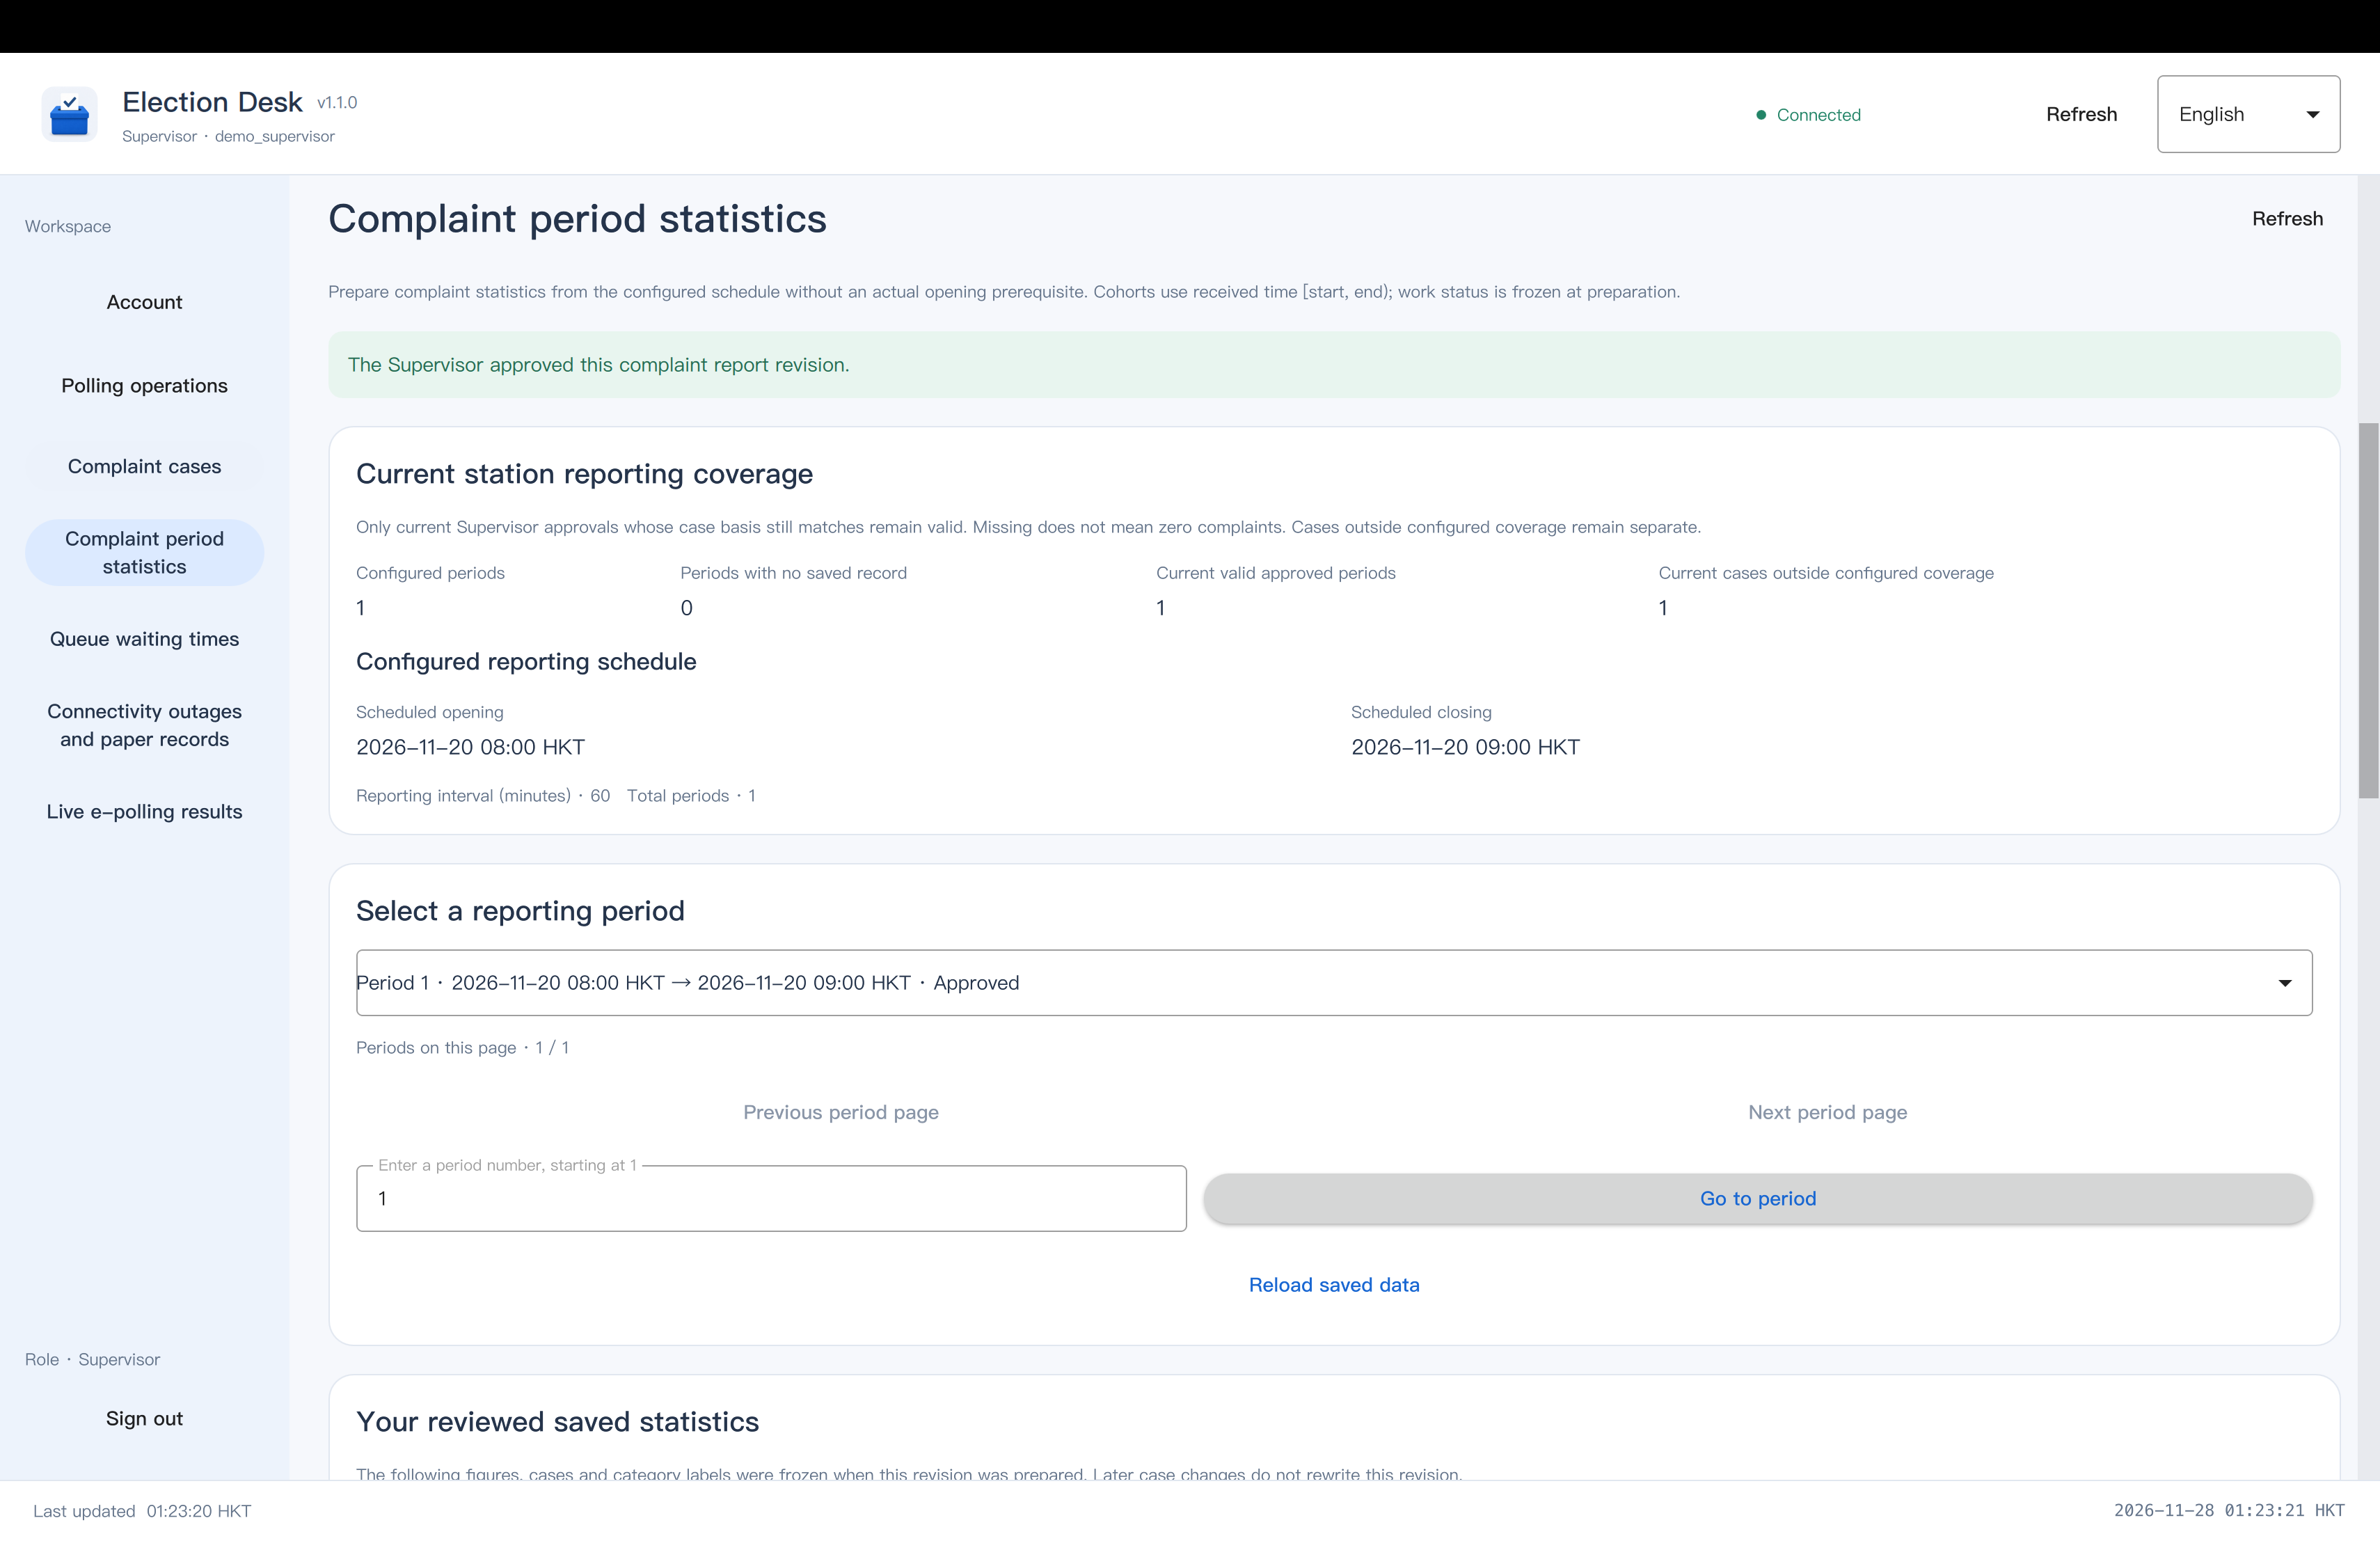 Election Desk v1.1.0
Supervisor · demo_supervisor
Connected
Refresh
English
Workspace
Account
Polling operations
Complaint cases
Complaint period
statistics
Queue waiting times
Connectivity outages
and paper records
Live e-polling results
Role · Supervisor
Sign out
Complaint period statistics
Refresh
Prepare complaint statistics from the configured schedule without an actual opening prerequisite. Cohorts use received time [start, end); work status is frozen at preparation.
The Supervisor approved this complaint report revision.
Current station reporting coverage
Only current Supervisor approvals whose case basis still matches remain valid. Missing does not mean zero complaints. Cases outside configured coverage remain separate.
Configured periods Periods with no saved record Current valid approved periods Current cases outside configured coverage
1 0 1 1
Configured reporting schedule
Scheduled opening Scheduled closing
2026-11-20 08:00 HKT 2026-11-20 09:00 HKT
Reporting interval (minutes) · 60 Total periods · 1
Select a reporting period
Period 1 · 2026-11-20 08:00 HKT → 2026-11-20 09:00 HKT · Approved
Periods on this page · 1 / 1
Previous period page Next period page
Enter a period number, starting at 1
1
Go to period
Reload saved data
Your reviewed saved statistics
The following figures, cases and category labels were frozen when this revision was prepared. Later case changes do not rewrite this revision.
Last updated 01:23:20 HKT
2026-11-28 01:23:21 HKT